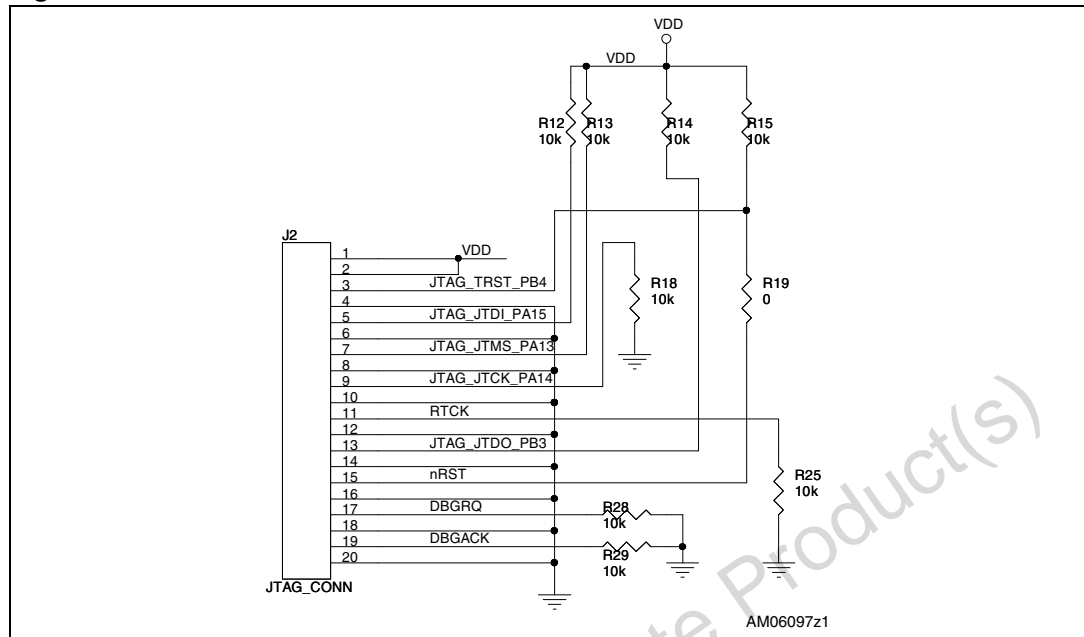 VDD
VDD
R12
10k
R13
10k
R14
10k
R15
10k
J2
1
VDD
2
3
JTAG_TRST_PB4
4
5
JTAG_JTDI_PA15
6
7
JTAG_JTMS_PA13
8
9
JTAG_JTCK_PA14
10
11
RTCK
12
13
JTAG_JTDO_PB3
14
15
nRST
16
17
DBGRQ
18
19
DBGACK
20
JTAG_CONN
R18
10k
R19
0
R25
10k
R28
10k
R29
10k
AM06097z1
te Product(s)